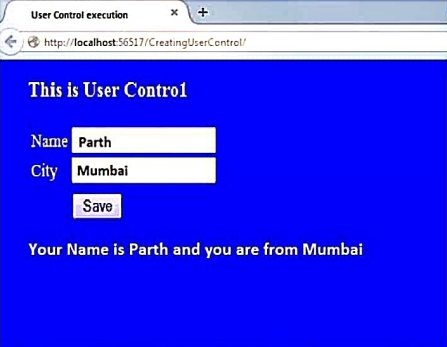 User Control execution
http://localhost:56517/CreatingUserControl/
This is User Contro1
Name Parth
City Mumbai
Save
Your Name is Parth and you are from Mumbai